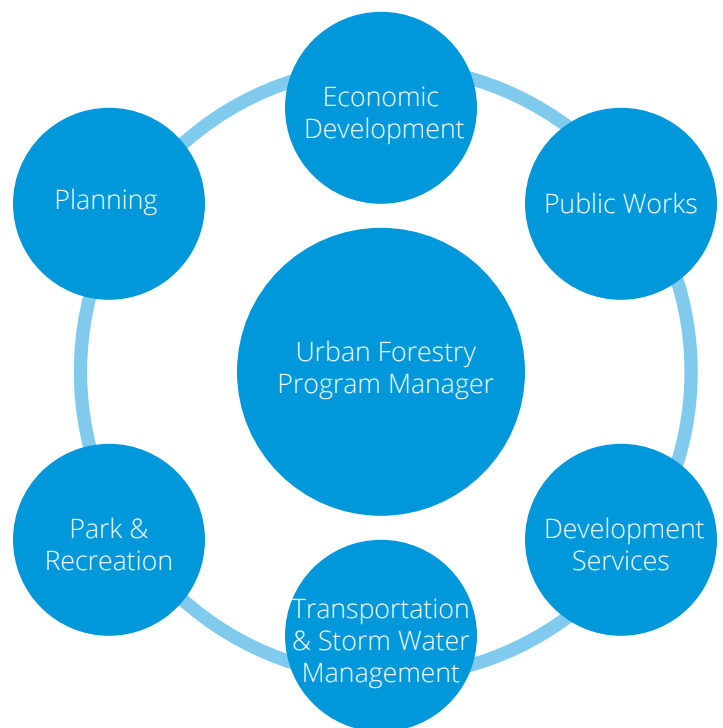 Economic
Development
Planning
Public Works
Urban Forestry
Program Manager
Park &
Recreation
Development
Services
Transportation
& Storm Water
Management